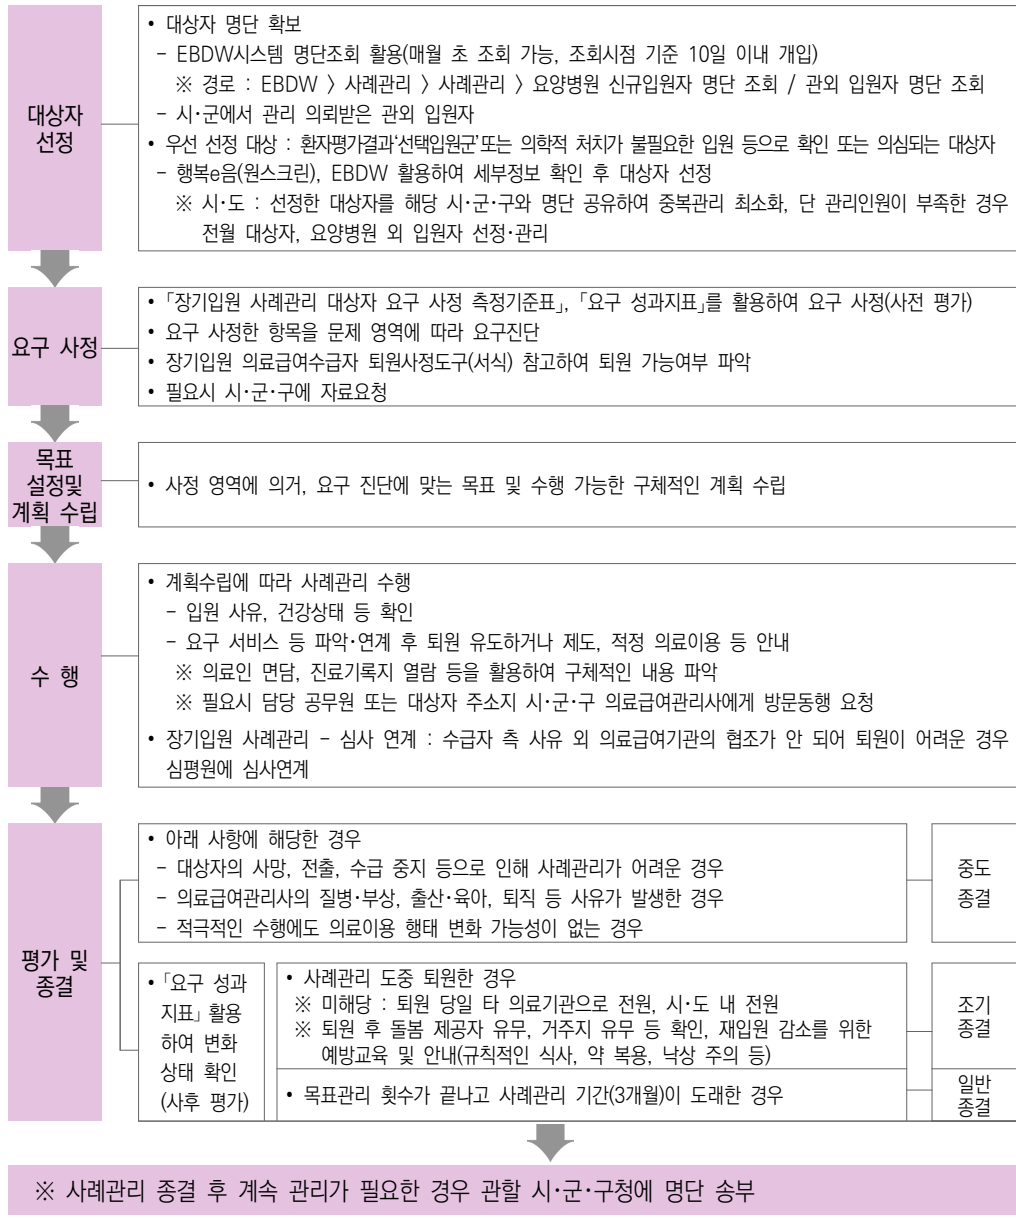 대상자
선정
• 대상자 명단 확보
– EBDW시스템 명단조회 활용(매월 초 조회 가능, 조회시점 기준 10일 이내 개입)
※ 경로 : EBDW 〉 사례관리 〉 사례관리 〉 요양병원 신규입원자 명단 조회 / 관외 입원자 명단 조회
– 시·군에서 관리 의뢰받은 관외 입원자
• 우선 선정 대상 : 환자평가결과‘선택입원군’또는 의학적 처치가 불필요한 입원 등으로 확인 또는 의심되는 대상자
– 행복e음(원스크린), EBDW 활용하여 세부정보 확인 후 대상자 선정
※ 시·도 : 선정한 대상자를 해당 시·군·구와 명단 공유하여 중복관리 최소화, 단 관리인원이 부족한 경우
전월 대상자, 요양병원 외 입원자 선정·관리
요구 사정
• 「장기입원 사례관리 대상자 요구 사정 측정기준표」, 「요구 성과지표」를 활용하여 요구 사정(사전 평가)
• 요구 사정한 항목을 문제 영역에 따라 요구진단
• 장기입원 의료급여수급자 퇴원사정도구(서식) 참고하여 퇴원 가능여부 파악
• 필요시 시·군·구에 자료요청
목표
설정및
계획 수립
• 사정 영역에 의거, 요구 진단에 맞는 목표 및 수행 가능한 구체적인 계획 수립
수 행
• 계획수립에 따라 사례관리 수행
– 입원 사유, 건강상태 등 확인
– 요구 서비스 등 파악·연계 후 퇴원 유도하거나 제도, 적정 의료이용 등 안내
※ 의료인 면담, 진료기록지 열람 등을 활용하여 구체적인 내용 파악
※ 필요시 담당 공무원 또는 대상자 주소지 시·군·구 의료급여관리사에게 방문동행 요청
• 장기입원 사례관리 – 심사 연계 : 수급자 측 사유 외 의료급여기관의 협조가 안 되어 퇴원이 어려운 경우
심평원에 심사연계
평가 및
종결
• 아래 사항에 해당한 경우
– 대상자의 사망, 전출, 수급 중지 등으로 인해 사례관리가 어려운 경우
– 의료급여관리사의 질병·부상, 출산·육아, 퇴직 등 사유가 발생한 경우
– 적극적인 수행에도 의료이용 행태 변화 가능성이 없는 경우
중도
종결
• 「요구 성과
지표」 활용
하여 변화
상태 확인
(사후 평가)
• 사례관리 도중 퇴원한 경우
※ 미해당 : 퇴원 당일 타 의료기관으로 전원, 시·도 내 전원
※ 퇴원 후 돌봄 제공자 유무, 거주지 유무 등 확인, 재입원 감소를 위한
예방교육 및 안내(규칙적인 식사, 약 복용, 낙상 주의 등)
조기
종결
• 목표관리 횟수가 끝나고 사례관리 기간(3개월)이 도래한 경우
일반
종결
※ 사례관리 종결 후 계속 관리가 필요한 경우 관할 시·군·구청에 명단 송부